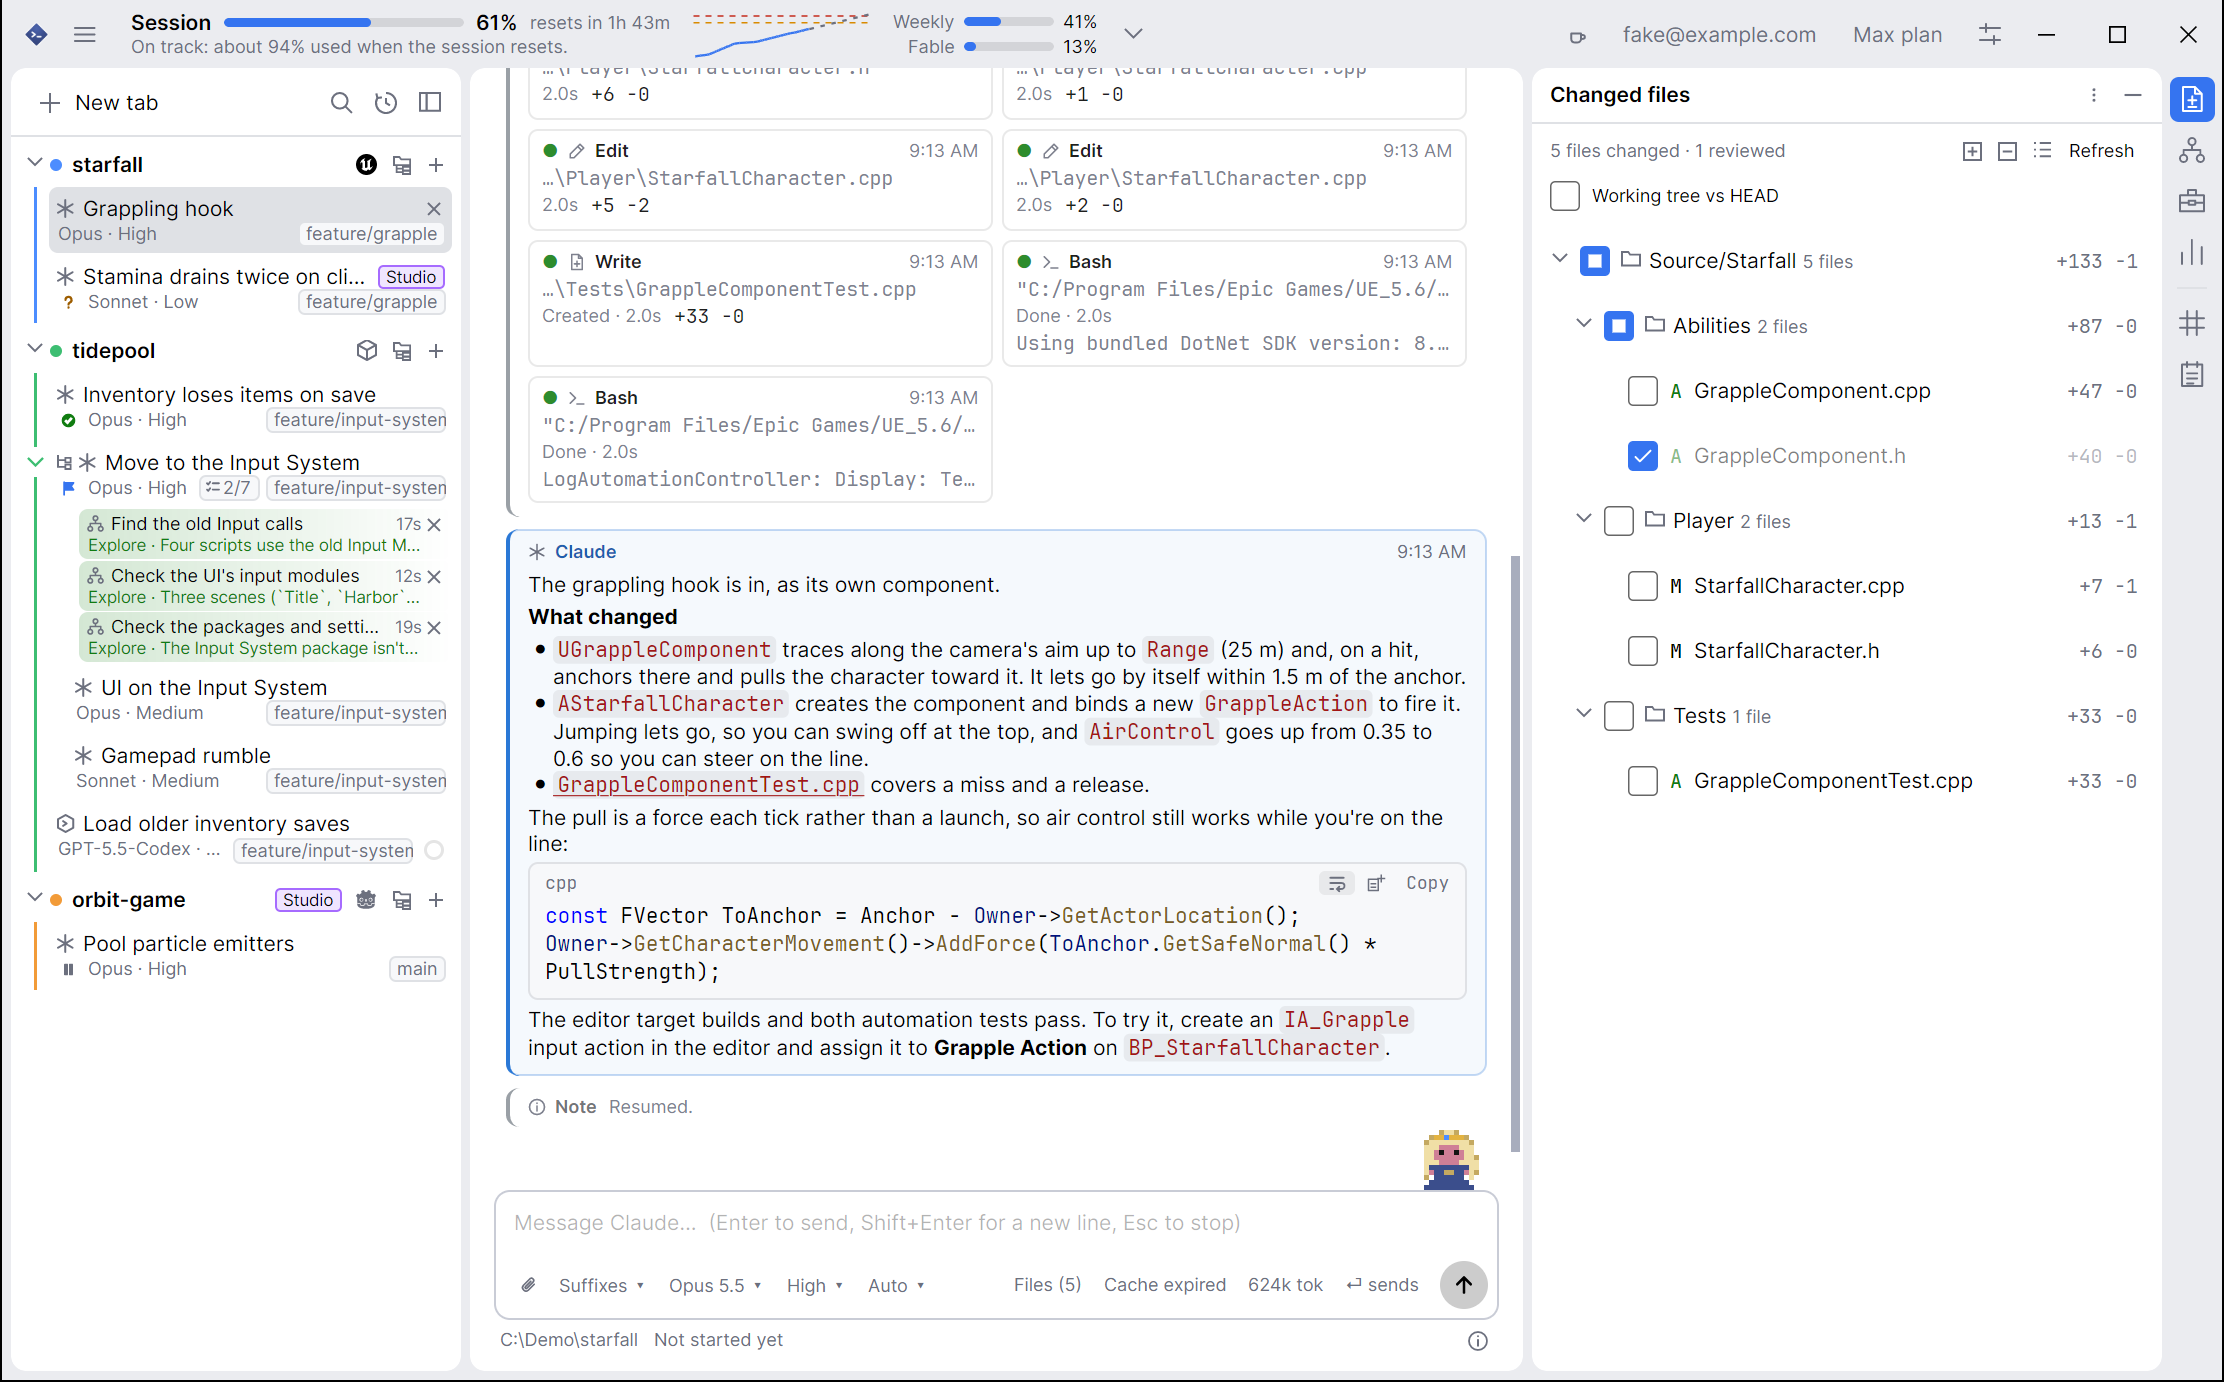 Session 61% resets in 1h 43m
On track: about 94% used when the session resets.
Weekly 41%
Fable 13%
fake@example.com Max plan
New tab
starfall
Grappling hook
Opus · High feature/grapple
Stamina drains twice on cli... Studio
? Sonnet · Low feature/grapple
tidepool
Inventory loses items on save
Opus · High feature/input-system
Move to the Input System
Opus · High 2/7 feature/input-system
Find the old Input calls 17s
Explore · Four scripts use the old Input M...
Check the UI's input modules 12s
Explore · Three scenes (`Title`, `Harbor`...
Check the packages and setti... 19s
Explore · The Input System package isn't...
UI on the Input System
Opus · Medium feature/input-system
Gamepad rumble
Sonnet · Medium feature/input-system
Load older inventory saves
GPT-5.5-Codex · ... feature/input-system
orbit-game Studio
Pool particle emitters
Opus · High main
…\Player\StarfallCharacter.h
2.0s +6 -0
…\Player\StarfallCharacter.cpp
2.0s +1 -0
Edit 9:13 AM
…\Player\StarfallCharacter.cpp
2.0s +5 -2
Edit 9:13 AM
…\Player\StarfallCharacter.cpp
2.0s +2 -0
Write 9:13 AM
…\Tests\GrappleComponentTest.cpp
Created · 2.0s +33 -0
Bash 9:13 AM
"C:/Program Files/Epic Games/UE_5.6/…
Done · 2.0s
Using bundled DotNet SDK version: 8.…
Bash 9:13 AM
"C:/Program Files/Epic Games/UE_5.6/…
Done · 2.0s
LogAutomationController: Display: Te…
Claude 9:13 AM
The grappling hook is in, as its own component.
What changed
• UGrappleComponent traces along the camera's aim up to Range (25 m) and, on a hit,
anchors there and pulls the character toward it. It lets go by itself within 1.5 m of the anchor.
• AStarfallCharacter creates the component and binds a new GrappleAction to fire it.
Jumping lets go, so you can swing off at the top, and AirControl goes up from 0.35 to
0.6 so you can steer on the line.
• GrappleComponentTest.cpp covers a miss and a release.
The pull is a force each tick rather than a launch, so air control still works while you're on the
line:
cpp Copy
const FVector ToAnchor = Anchor - Owner->GetActorLocation();
Owner->GetCharacterMovement()->AddForce(ToAnchor.GetSafeNormal() *
PullStrength);
The editor target builds and both automation tests pass. To try it, create an IA_Grapple
input action in the editor and assign it to Grapple Action on BP_StarfallCharacter.
Note Resumed.
Message Claude... (Enter to send, Shift+Enter for a new line, Esc to stop)
Suffixes Opus 5.5 High Auto Files (5) Cache expired 624k tok sends
C:\Demo\starfall Not started yet
Changed files
5 files changed · 1 reviewed Refresh
Working tree vs HEAD
Source/Starfall 5 files +133 -1
Abilities 2 files +87 -0
A GrappleComponent.cpp +47 -0
A GrappleComponent.h +40 -0
Player 2 files +13 -1
M StarfallCharacter.cpp +7 -1
M StarfallCharacter.h +6 -0
Tests 1 file +33 -0
A GrappleComponentTest.cpp +33 -0